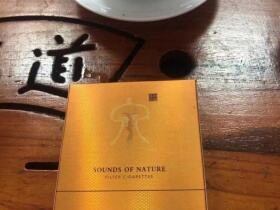 道
SOUNDS OF NATURE
FILTER CIGARETTES